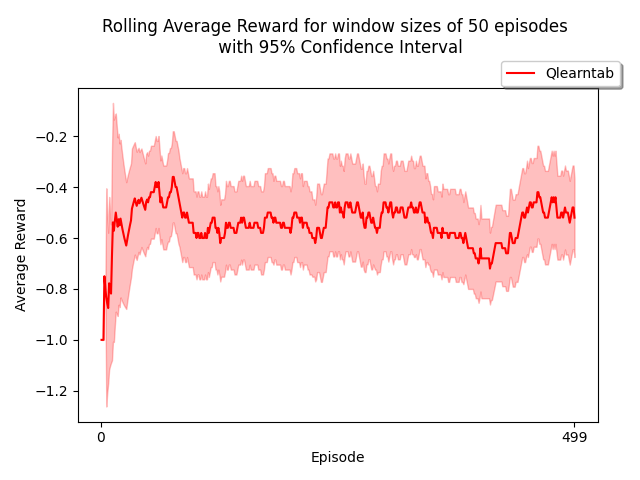 Rolling Average Reward for window sizes of 50 episodes
with 95% Confidence Interval
Qlearntab
−0.2
−0.4
−0.6
−0.8
−1.0
−1.2
Average Reward
0
499
Episode